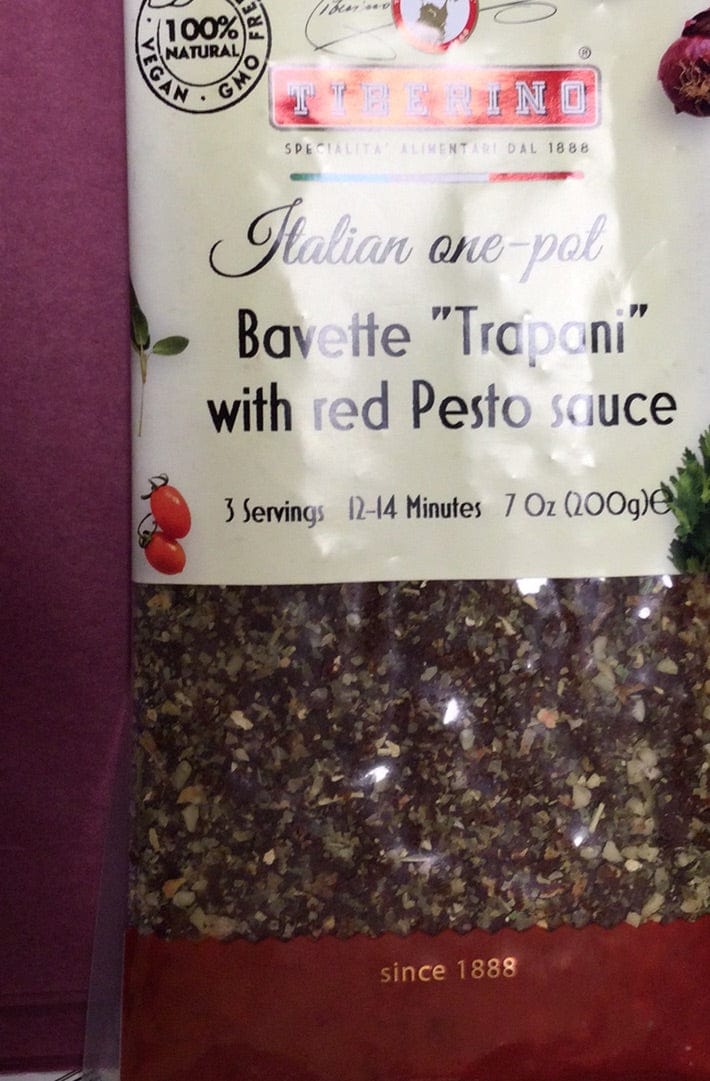 100%
NATURAL
VEGAN · GMO FREE
Tiberino
TIBERINO®
SPECIALITA' ALIMENTARI DAL 1888
Italian one-pot
Bavette "Trapani"
with red Pesto sauce
3 Servings 12-14 Minutes 7 Oz (200g)℮
since 1888